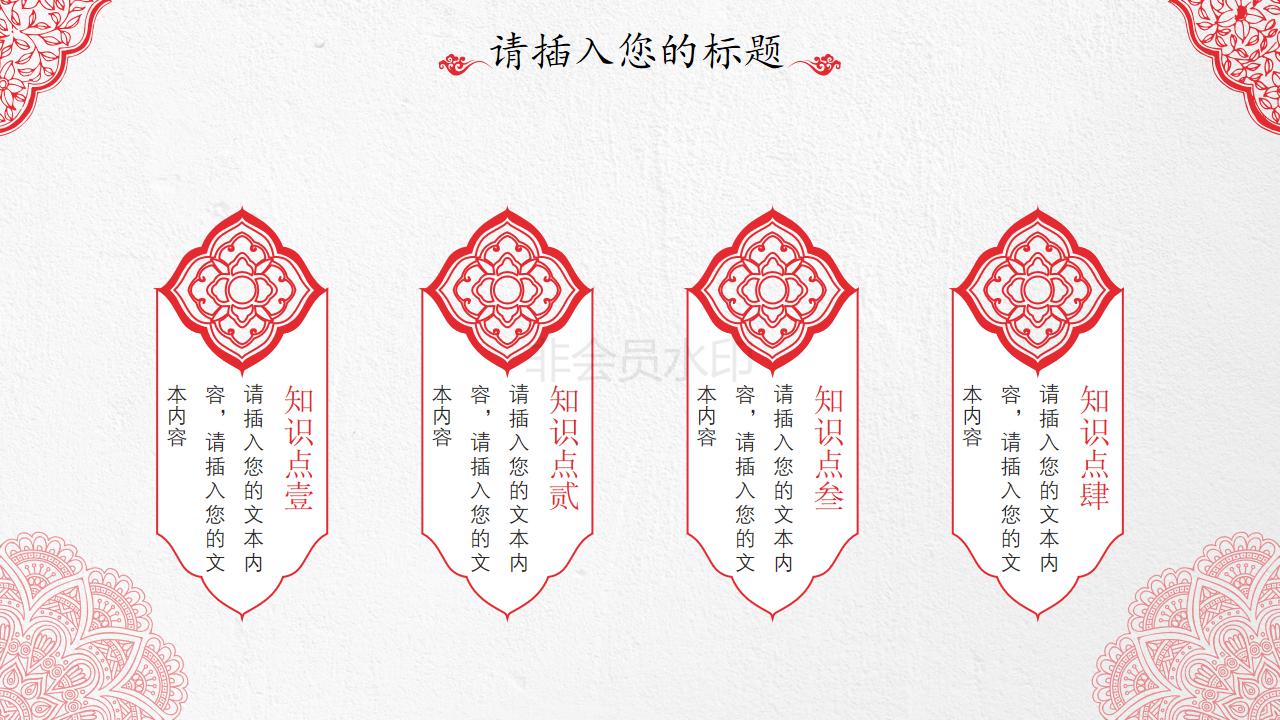 请插入您的标题
知识点壹
请插入您的文本内
容，请插入您的文
本内容
知识点贰
请插入您的文本内
容，请插入您的文
本内容
知识点叁
请插入您的文本内
容，请插入您的文
本内容
知识点肆
请插入您的文本内
容，请插入您的文
本内容
非会员水印